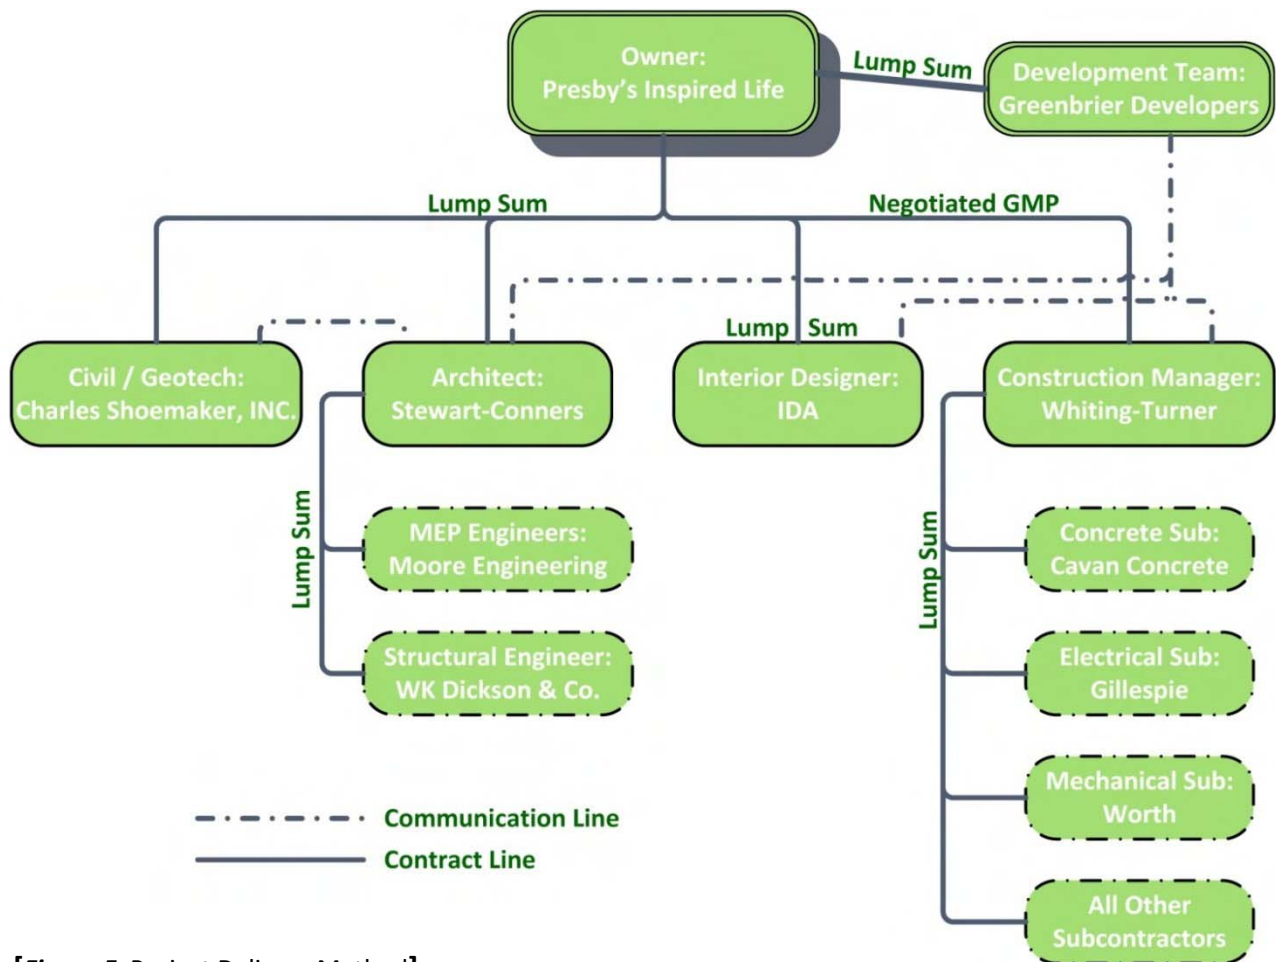 Owner:
Presby's Inspired Life
Lump Sum
Development Team:
Greenbrier Developers
Lump Sum
Negotiated GMP
Lump Sum
Civil / Geotech:
Charles Shoemaker, INC.
Architect:
Stewart-Conners
Interior Designer:
IDA
Construction Manager:
Whiting-Turner
Lump Sum
MEP Engineers:
Moore Engineering
Structural Engineer:
WK Dickson & Co.
Lump Sum
Concrete Sub:
Cavan Concrete
Electrical Sub:
Gillespie
Mechanical Sub:
Worth
All Other
Subcontractors
Communication Line
Contract Line